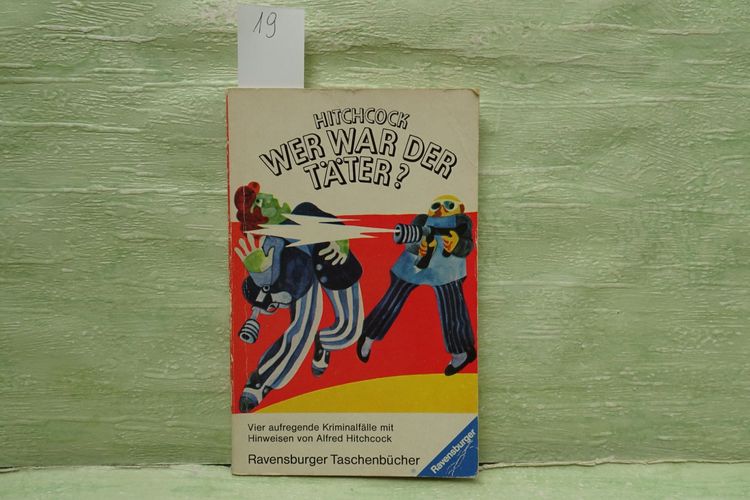 19
HITCHCOCK
WER WAR DER
TÄTER?
Vier aufregende Kriminalfälle mit
Hinweisen von Alfred Hitchcock
Ravensburger Taschenbücher
Ravensburger